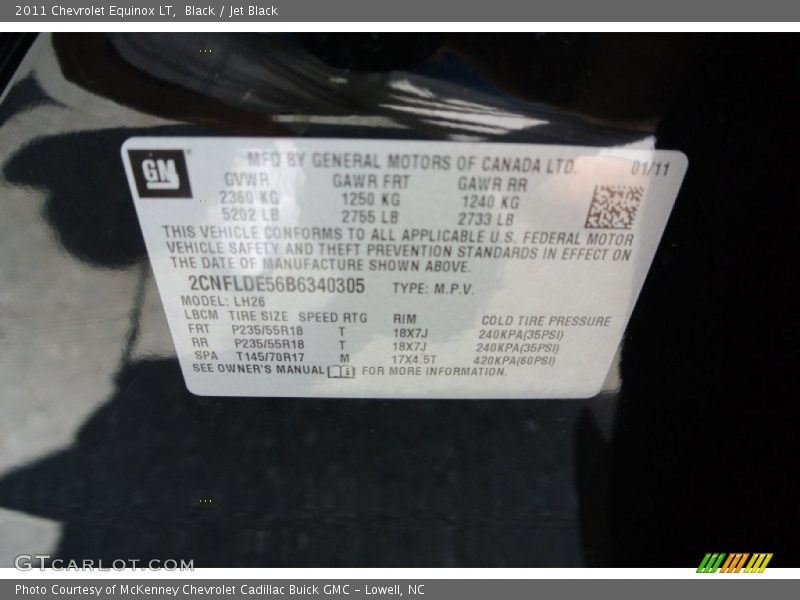 2011 Chevrolet Equinox LT,  Black / Jet Black
GM
MFD BY GENERAL MOTORS OF CANADA LTD. 01/11
GVWR GAWR FRT GAWR RR
2360 KG 1250 KG 1240 KG
5202 LB 2755 LB 2733 LB
THIS VEHICLE CONFORMS TO ALL APPLICABLE U.S. FEDERAL MOTOR
VEHICLE SAFETY AND THEFT PREVENTION STANDARDS IN EFFECT ON
THE DATE OF MANUFACTURE SHOWN ABOVE.
2CNFLDE56B6340305 TYPE: M.P.V.
MODEL: LH26
LBCM TIRE SIZE SPEED RTG RIM COLD TIRE PRESSURE
FRT P235/55R18 T 18X7J 240KPA(35PSI)
RR P235/55R18 T 18X7J 240KPA(35PSI)
SPA T145/70R17 M 17X4.5T 420KPA(60PSI)
SEE OWNER'S MANUAL FOR MORE INFORMATION.
GTCARLOT.COM
Photo Courtesy of McKenney Chevrolet Cadillac Buick GMC - Lowell, NC